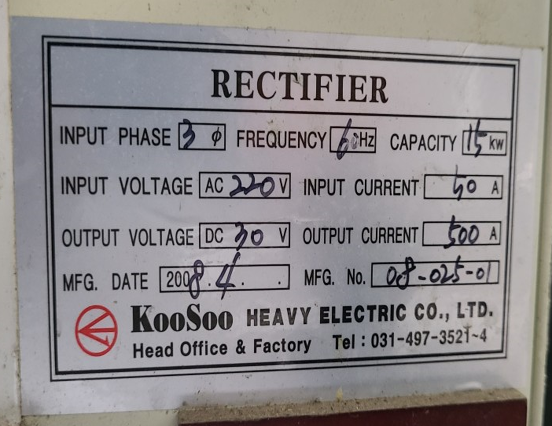 RECTIFIER
INPUT PHASE 3 φ FREQUENCY 60Hz CAPACITY 15 kw
INPUT VOLTAGE AC 220 V INPUT CURRENT 50 A
OUTPUT VOLTAGE DC 30 V OUTPUT CURRENT 500 A
MFG. DATE 2008. 4. . MFG. No. 08-025-01
KooSoo HEAVY ELECTRIC CO., LTD.
Head Office & Factory Tel : 031-497-3521~4